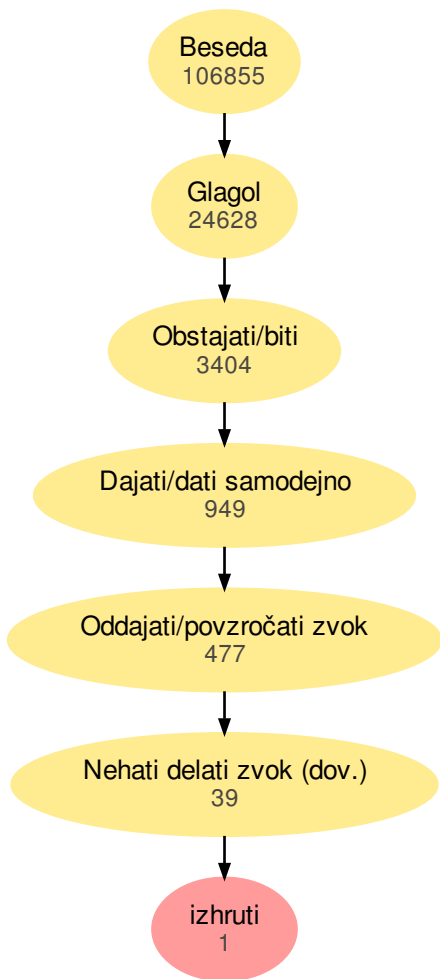 Beseda
106855
Glagol
24628
Obstajati/biti
3404
Dajati/dati samodejno
949
Oddajati/povzročati zvok
477
Nehati delati zvok (dov.)
39
izhruti
1